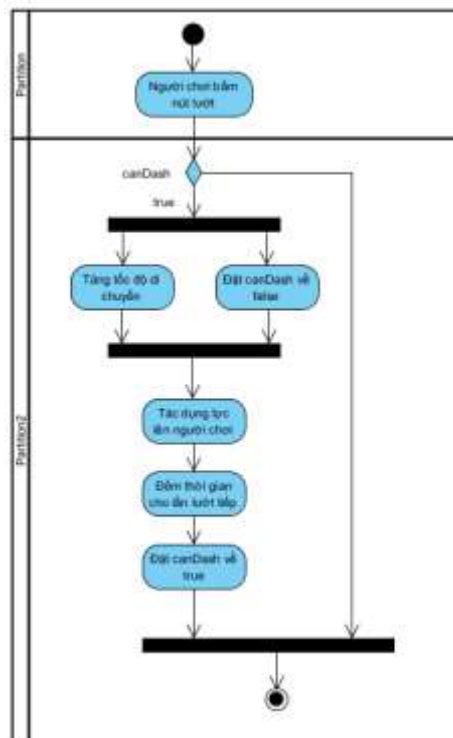 Partition
Người chơi bấm
nút lướt
Partition2
canDash
true
Tăng tốc độ di
chuyển
Đặt canDash về
false
Tác dụng lực
lên người chơi
Đếm thời gian
cho lần lướt tiếp
Đặt canDash về
true